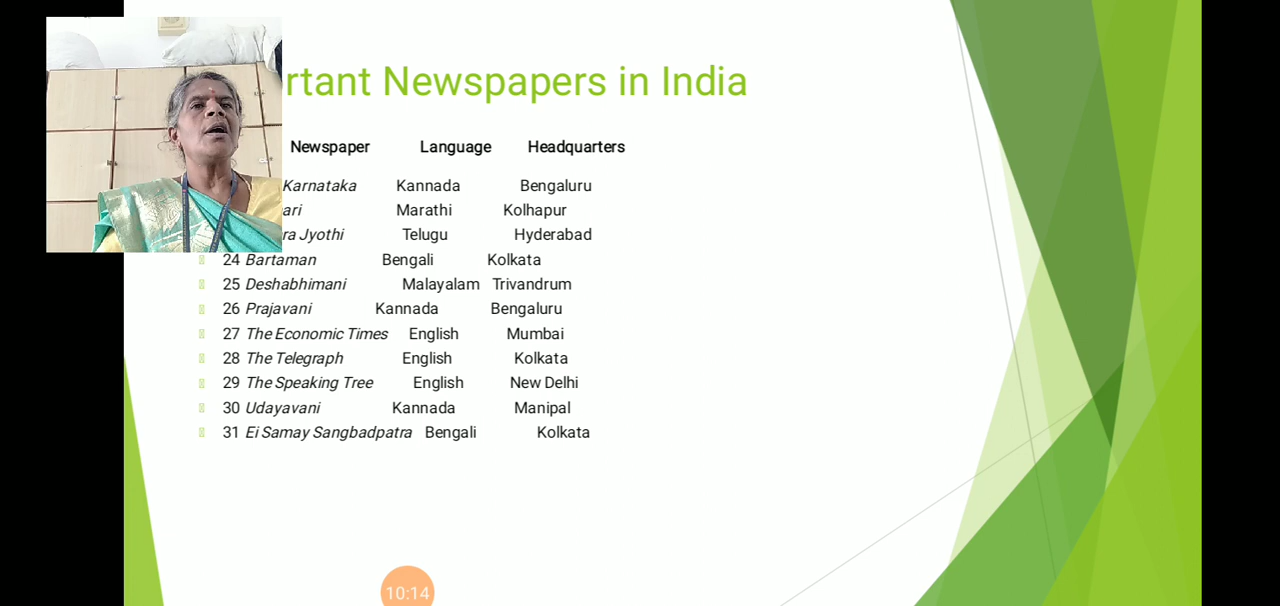 rtant Newspapers in India
Newspaper Language Headquarters
Karnataka Kannada Bengaluru
ari Marathi Kolhapur
ra Jyothi Telugu Hyderabad
24 Bartaman Bengali Kolkata
25 Deshabhimani Malayalam Trivandrum
26 Prajavani Kannada Bengaluru
27 The Economic Times English Mumbai
28 The Telegraph English Kolkata
29 The Speaking Tree English New Delhi
30 Udayavani Kannada Manipal
31 Ei Samay Sangbadpatra Bengali Kolkata
10:14